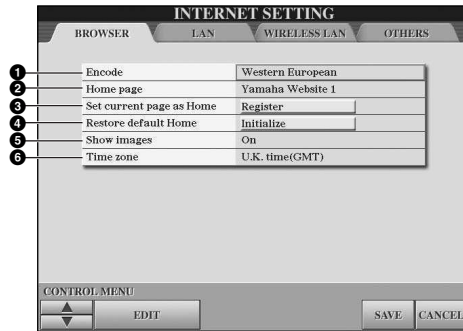 INTERNET SETTING
BROWSER LAN WIRELESS LAN OTHERS
1 Encode Western European
2 Home page Yamaha Website 1
3 Set current page as Home Register
4 Restore default Home Initialize
5 Show images On
6 Time zone U.K. time(GMT)
CONTROL MENU
EDIT SAVE CANCEL